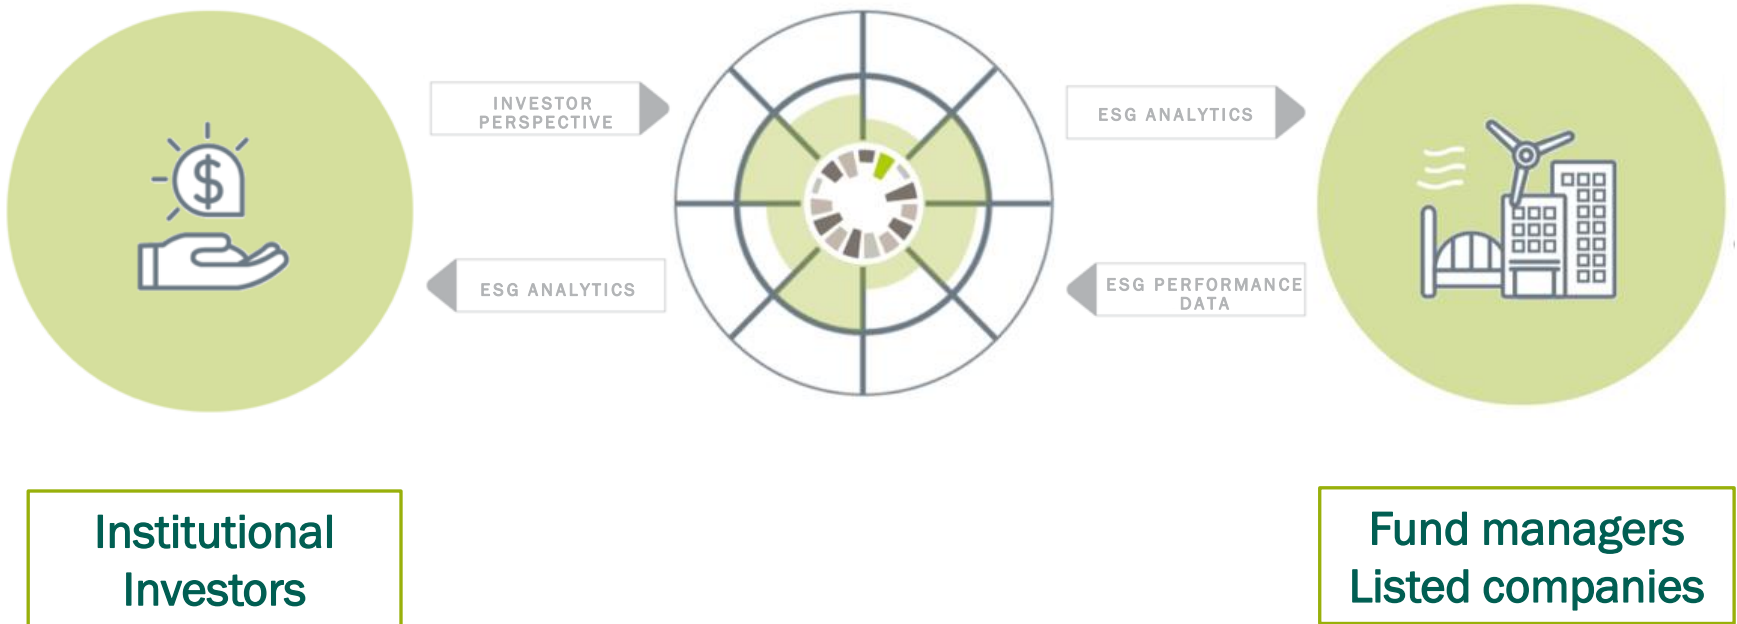 INVESTOR
PERSPECTIVE
ESG ANALYTICS
$
ESG ANALYTICS
ESG PERFORMANCE
DATA
Institutional
Investors
Fund managers
Listed companies